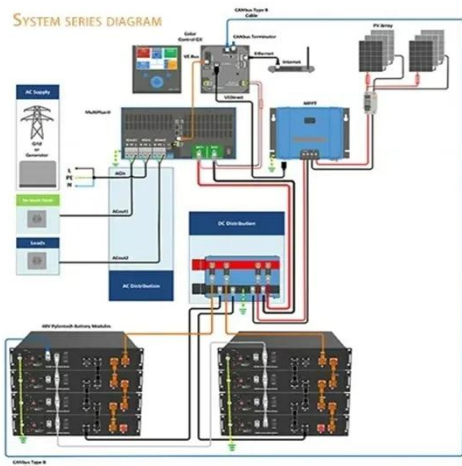 SYSTEM SERIES DIAGRAM
CANbus Type B
Cable
PV Array
Color
Control GX
CANbus Terminator
VE Bus
Ethernet
Internet
AC Supply
VE Direct
MultiPlus-II
MPPT
Grid
or
Generator
L
PE
N
ACin
ACout1
Loads
ACout2
DC Distribution
AC Distribution
48V Pylontech Battery Modules
CANbus Type B